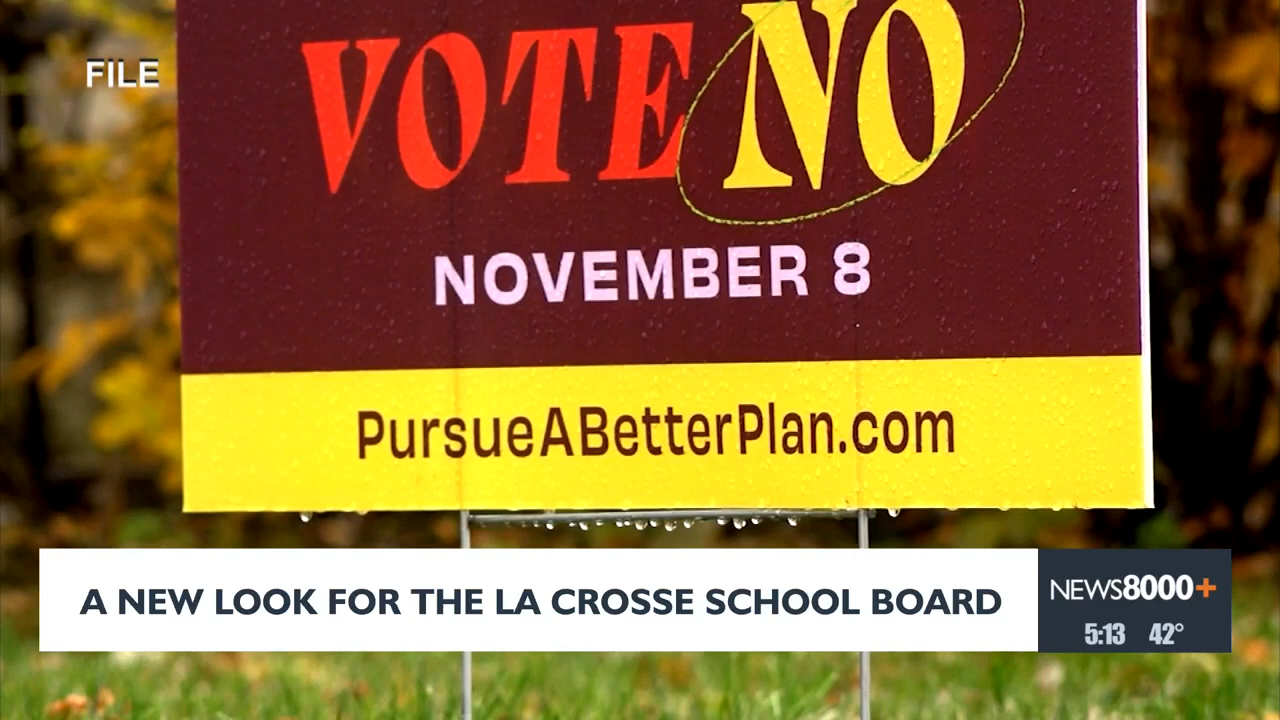 FILE
VOTE NO
NOVEMBER 8
PursueABetterPlan.com
A NEW LOOK FOR THE LA CROSSE SCHOOL BOARD
NEWS8000+
5:13 42°